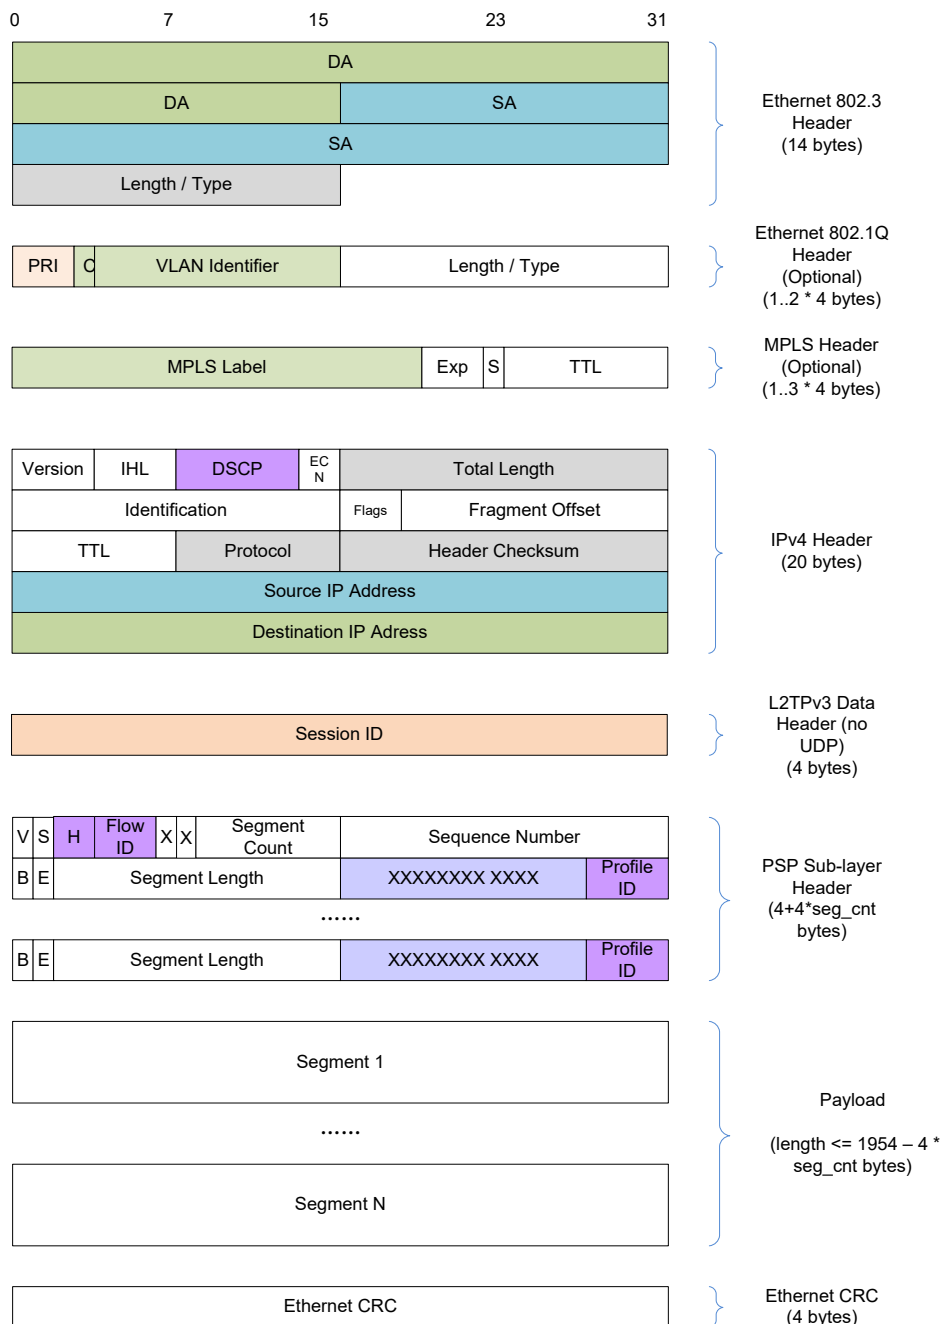 0 7 15 23 31
DA
DA SA
SA
Length / Type
Ethernet 802.3
Header
(14 bytes)
PRI C VLAN Identifier Length / Type
Ethernet 802.1Q
Header
(Optional)
(1..2 * 4 bytes)
MPLS Label Exp S TTL
MPLS Header
(Optional)
(1..3 * 4 bytes)
Version IHL DSCP EC
N Total Length
Identification Flags Fragment Offset
TTL Protocol Header Checksum
Source IP Address
Destination IP Adress
IPv4 Header
(20 bytes)
Session ID
L2TPv3 Data
Header (no
UDP)
(4 bytes)
V S H Flow
ID X X Segment
Count Sequence Number
B E Segment Length XXXXXXXX XXXX Profile
ID
......
B E Segment Length XXXXXXXX XXXX Profile
ID
PSP Sub-layer
Header
(4+4*seg_cnt
bytes)
Segment 1
......
Segment N
Payload
(length <= 1954 – 4 *
seg_cnt bytes)
Ethernet CRC
Ethernet CRC
(4 bytes)